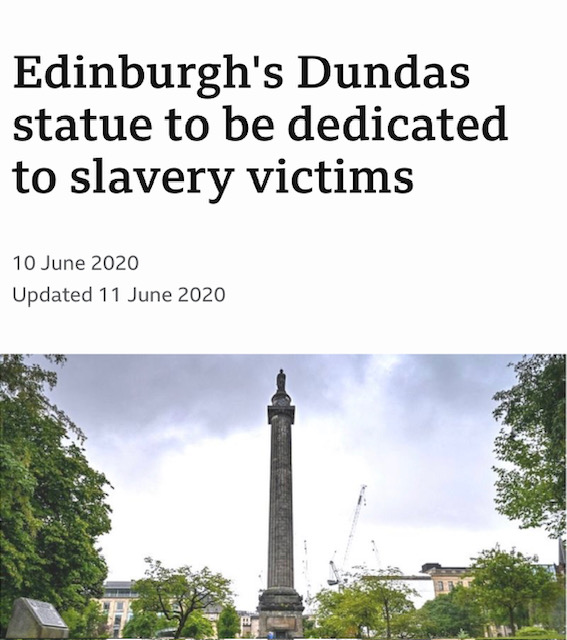 Edinburgh's Dundas
statue to be dedicated
to slavery victims
10 June 2020
Updated 11 June 2020